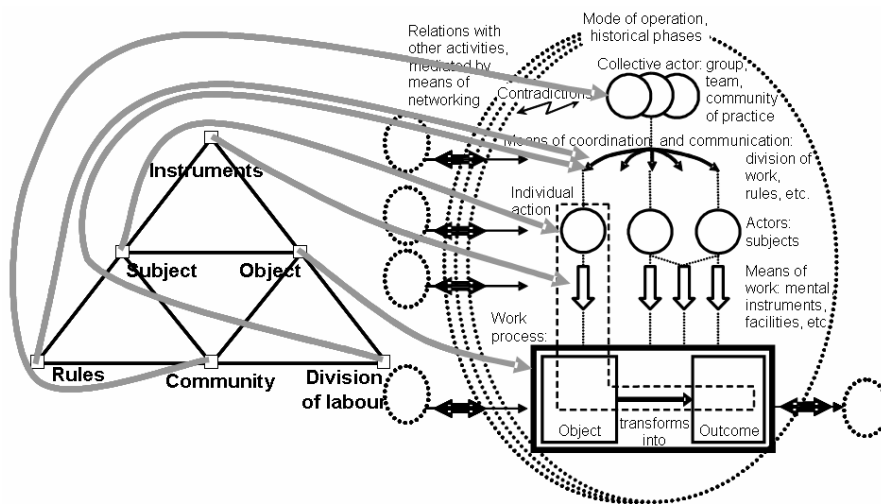 Instruments
Subject
Object
Rules
Community
Division
of labour
Relations with
other activities,
mediated by
means of
networking
Mode of operation,
historical phases
Collective actor: group,
team,
community
of practice
Contradictions
Means of coordination and communication:
division of
work,
rules, etc.
Individual
action
Actors:
subjects
Means of
work: mental
instruments,
facilities, etc
Work
process:
Object
transforms
into
Outcome